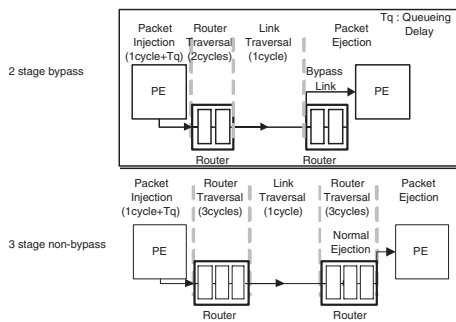 Packet
Injection
(1cycle+Tq)
Router
Traversal
(2cycles)
Link
Traversal
(1cycle)
Packet
Ejection
Tq : Queueing
Delay
2 stage bypass
PE
Bypass
Link
PE
Router
Router
Packet
Injection
(1cycle+Tq)
Router
Traversal
(3cycles)
Link
Traversal
(1cycle)
Router
Traversal
(3cycles)
Packet
Ejection
3 stage non-bypass
PE
Normal
Ejection
PE
Router
Router